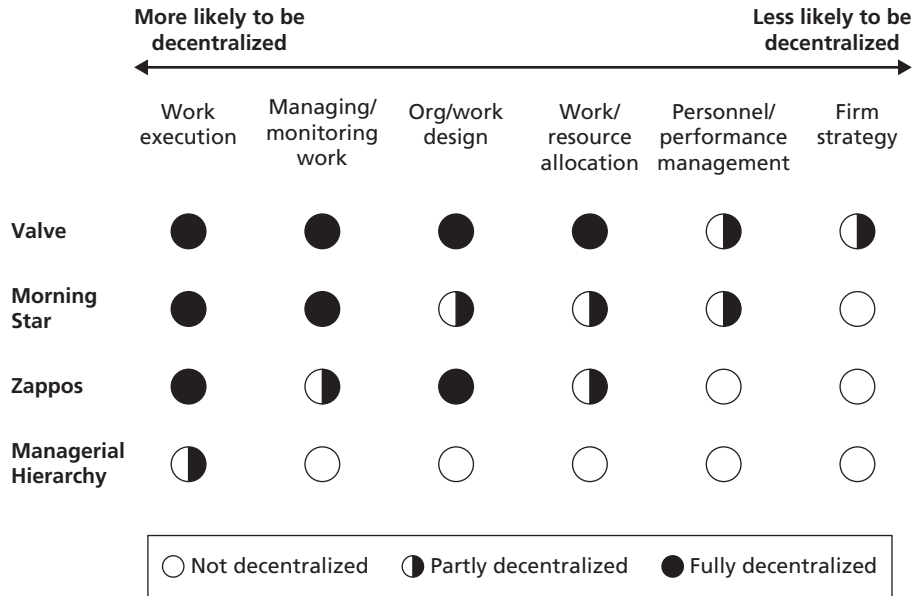 More likely to be
decentralized
Less likely to be
decentralized
Work
execution
Managing/
monitoring
work
Org/work
design
Work/
resource
allocation
Personnel/
performance
management
Firm
strategy
Valve
Morning
Star
Zappos
Managerial
Hierarchy
Not decentralized Partly decentralized Fully decentralized